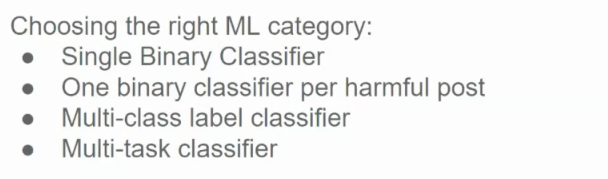 Choosing the right ML category:
● Single Binary Classifier
● One binary classifier per harmful post
● Multi-class label classifier
● Multi-task classifier